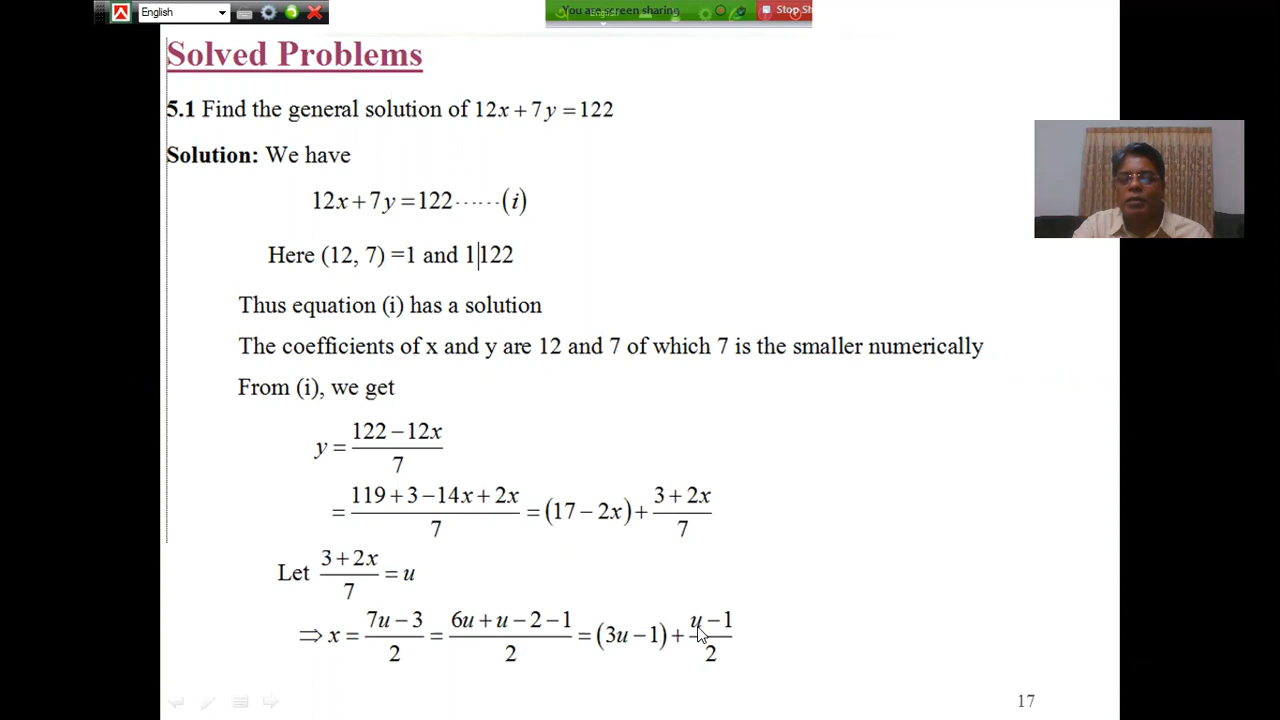 English
You are screen sharing
Stop Sh
Solved Problems
5.1 Find the general solution of 12x + 7y = 122
Solution: We have
12x + 7y = 122 ⋯⋯ (i)
Here (12, 7) =1 and 1|122
Thus equation (i) has a solution
The coefficients of x and y are 12 and 7 of which 7 is the smaller numerically
From (i), we get
y = (122 − 12x)/7
= (119 + 3 − 14x + 2x)/7 = (17 − 2x) + (3 + 2x)/7
Let (3 + 2x)/7 = u
⇒ x = (7u − 3)/2 = (6u + u − 2 − 1)/2 = (3u − 1) + (u − 1)/2
17